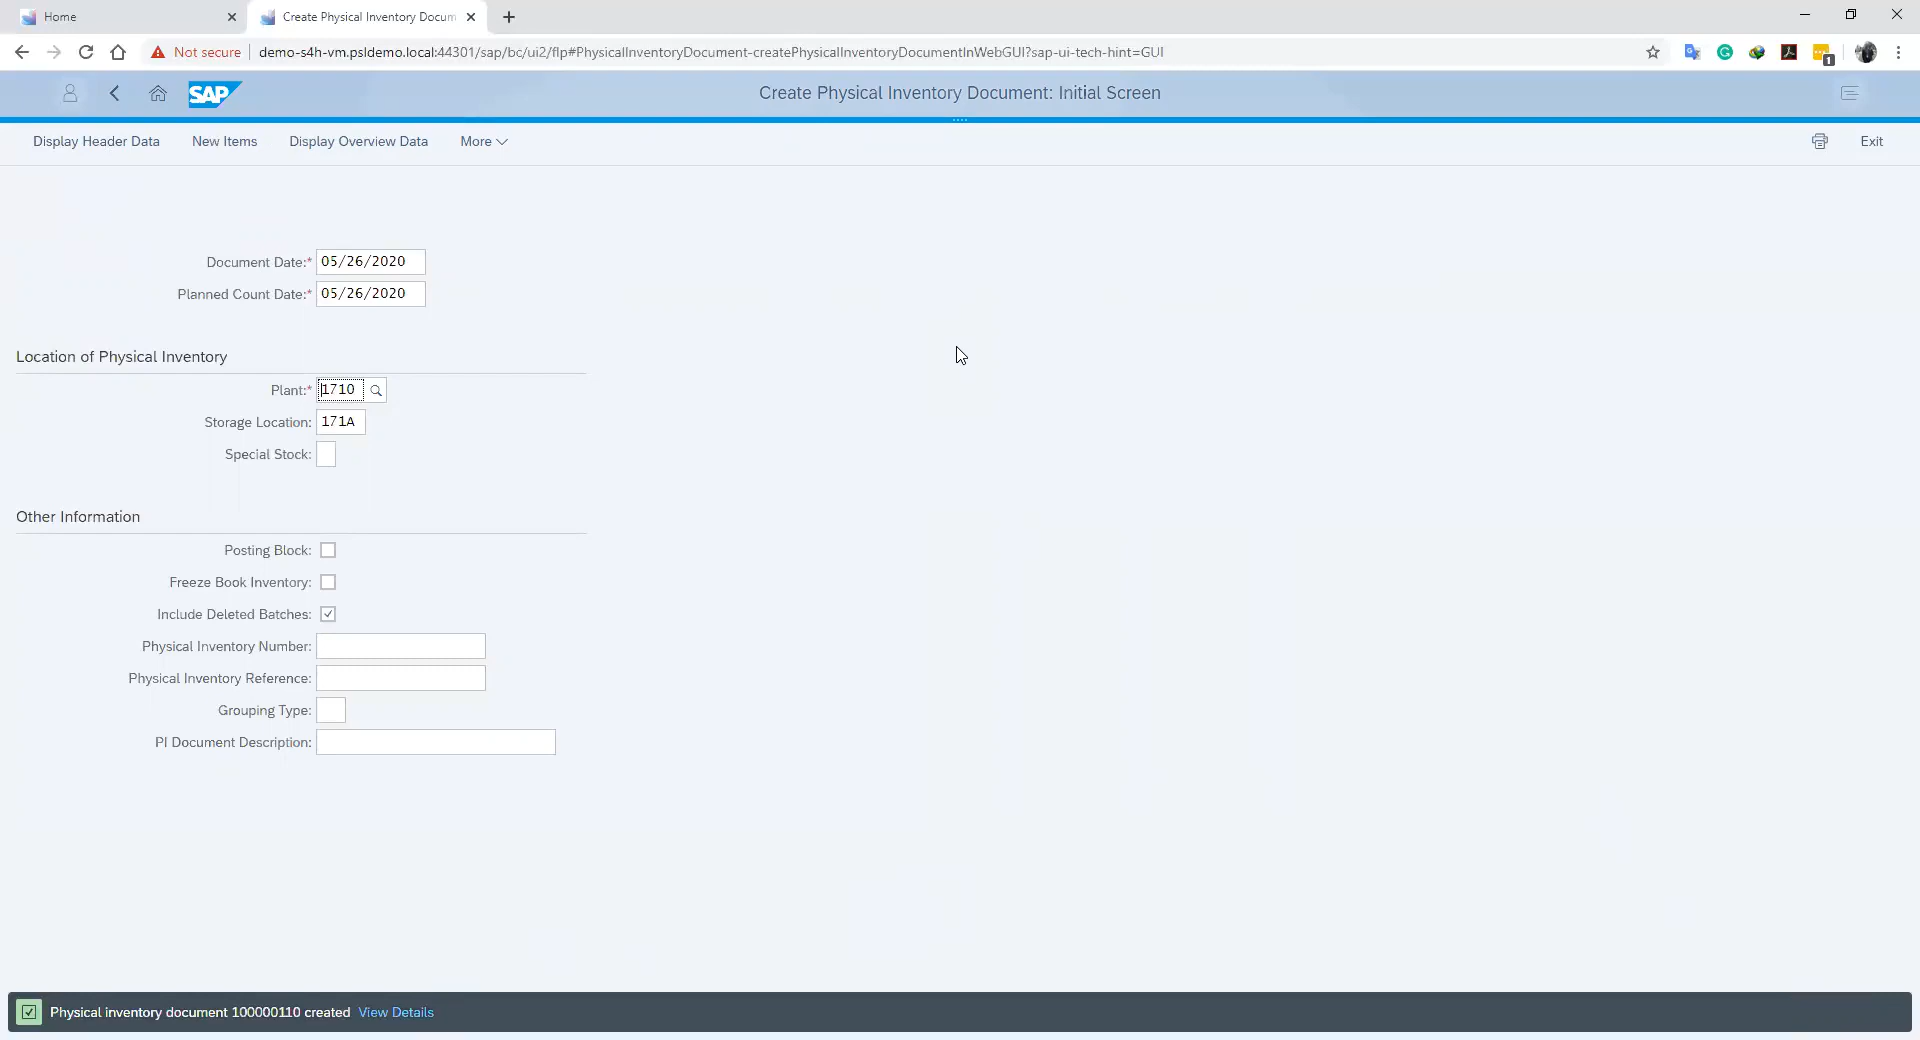 Home
Create Physical Inventory Docum
Not secure
demo-s4h-vm.psldemo.local:44301/sap/bc/ui2/flp#PhysicalInventoryDocument-createPhysicalInventoryDocumentInWebGUI?sap-ui-tech-hint=GUI
1
SAP
Create Physical Inventory Document: Initial Screen
Display Header Data New Items Display Overview Data More Exit
Document Date:* 05/26/2020
Planned Count Date:* 05/26/2020
Location of Physical Inventory
Plant:* 1710
Storage Location: 171A
Special Stock:
Other Information
Posting Block:
Freeze Book Inventory:
Include Deleted Batches:
Physical Inventory Number:
Physical Inventory Reference:
Grouping Type:
PI Document Description:
Physical inventory document 100000110 created View Details